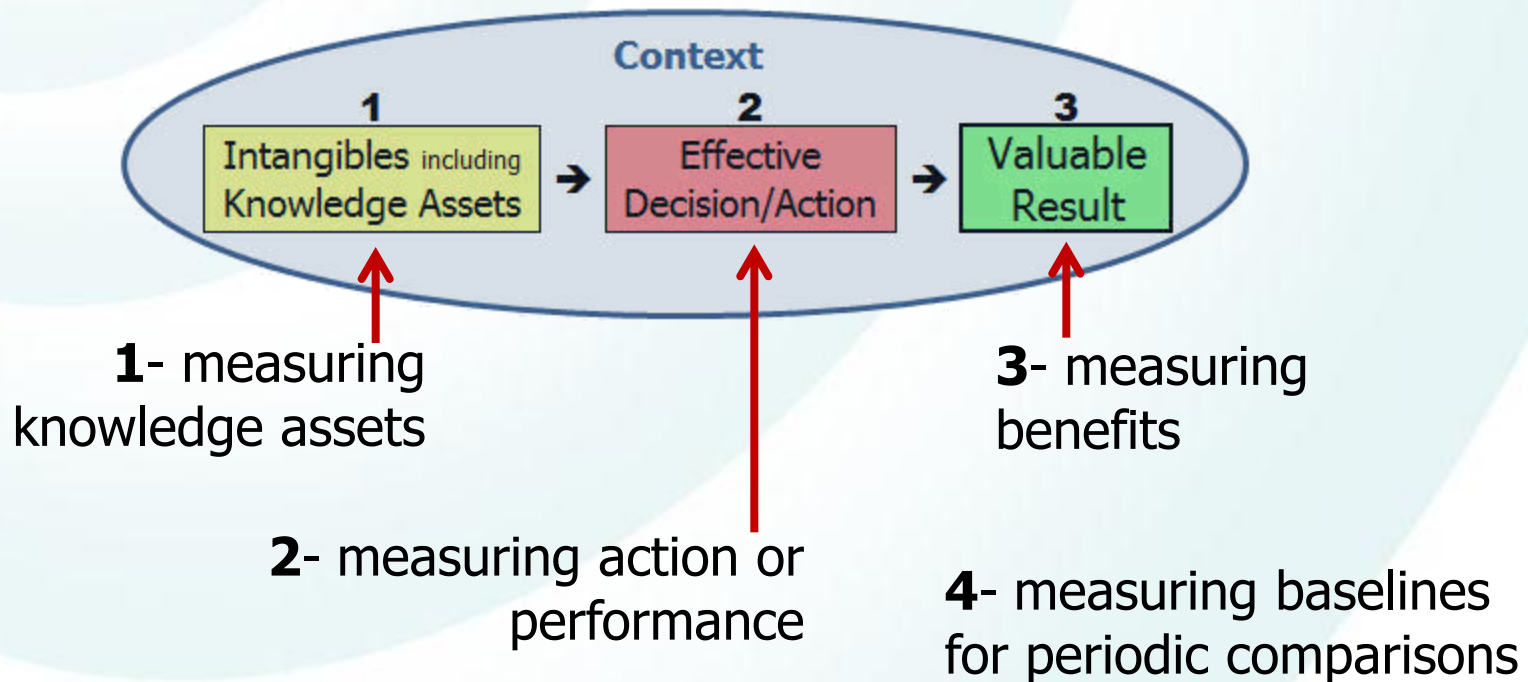 Context
1
Intangibles including
Knowledge Assets
➔
2
Effective
Decision/Action
➔
3
Valuable
Result
1- measuring
knowledge assets
2- measuring action or
performance
3- measuring
benefits
4- measuring baselines
for periodic comparisons